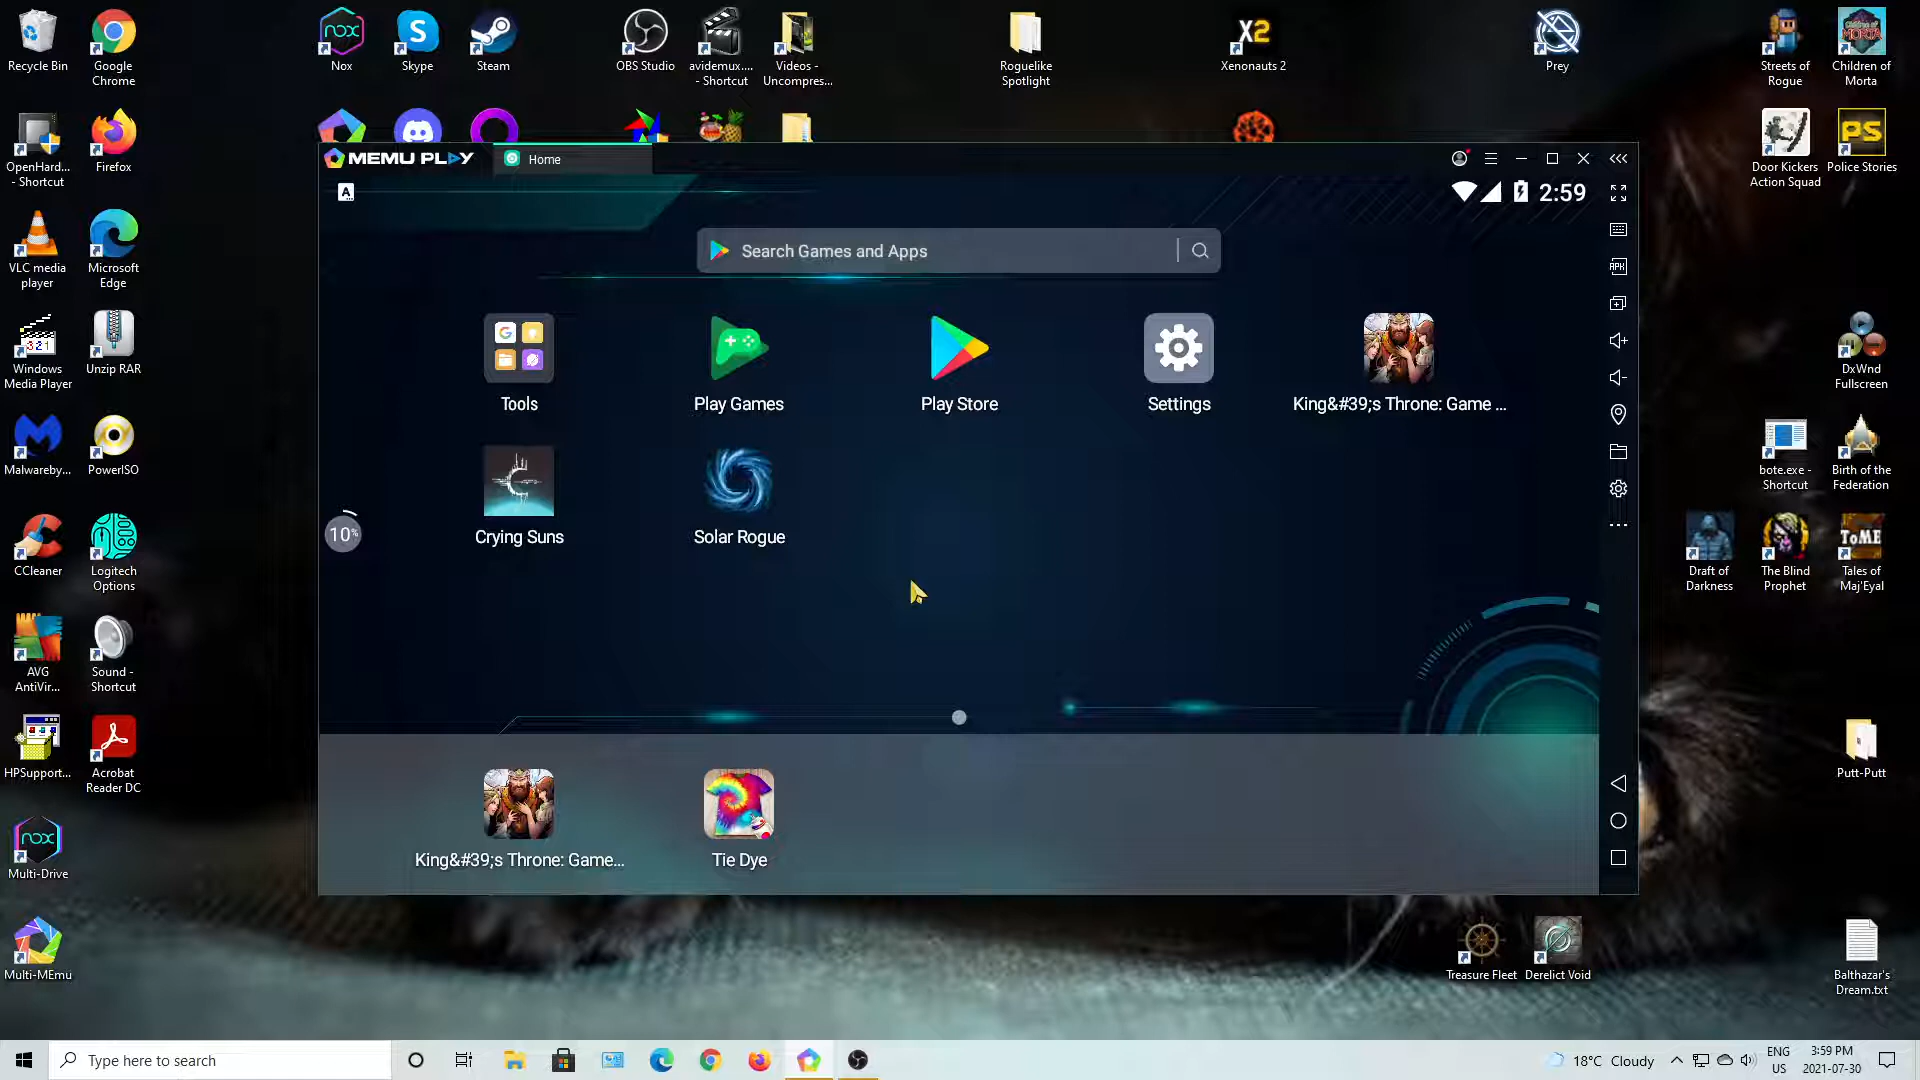 Recycle Bin
Google
Chrome
Nox
Skype
Steam
OBS Studio
avidemux....
- Shortcut
Videos -
Uncompres...
Roguelike
Spotlight
X2
Xenonauts 2
Prey
Streets of
Rogue
Children of
Morta
OpenHard...
- Shortcut
Firefox
Door Kickers
Action Squad
PS
Police Stories
MEMU PLAY
Home
A
2:59
Search Games and Apps
APK
VLC media
player
Microsoft
Edge
Tools
Play Games
Play Store
Settings
King&#39;s Throne: Game ...
321
Windows
Media Player
Unzip RAR
DxWnd
Fullscreen
Malwareby...
PowerISO
bote.exe -
Shortcut
Birth of the
Federation
Crying Suns
Solar Rogue
10%
CCleaner
Logitech
Options
Draft of
Darkness
The Blind
Prophet
ToME
Tales of
Maj'Eyal
AVG
AntiVir...
Sound -
Shortcut
HPSupport...
Acrobat
Reader DC
Putt-Putt
King&#39;s Throne: Game...
Tie Dye
nox
Multi-Drive
Multi-MEmu
Treasure Fleet
Derelict Void
Balthazar's
Dream.txt
Type here to search
18°C Cloudy
ENG
US
3:59 PM
2021-07-30